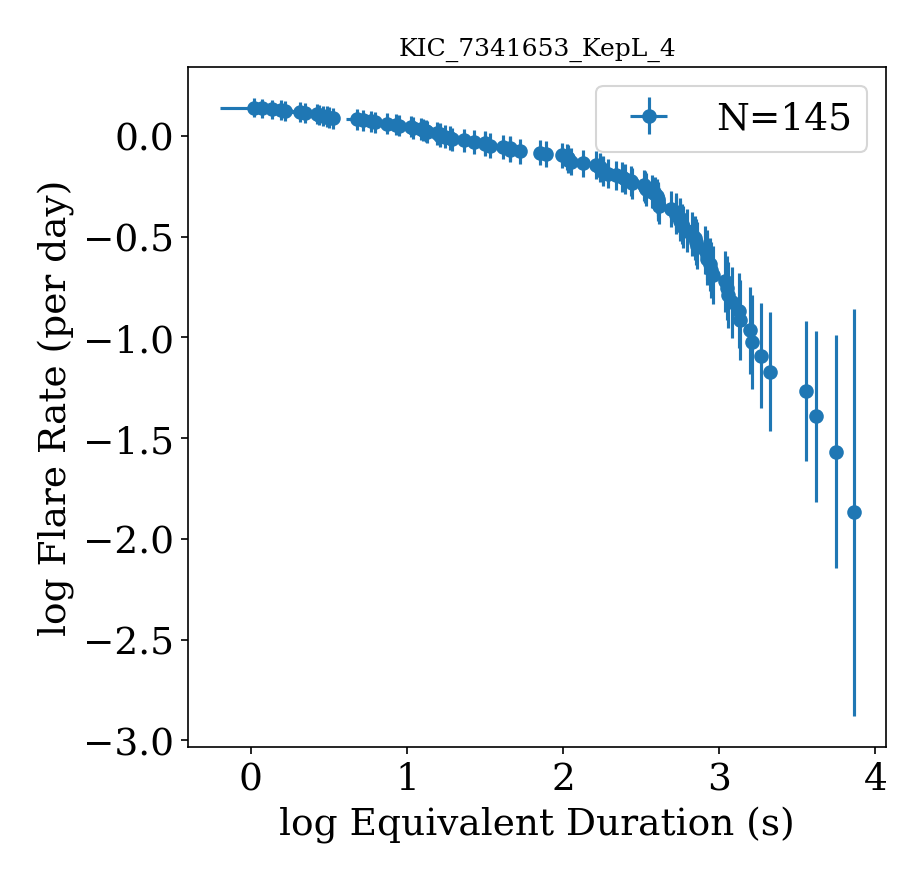 KIC_7341653_KepL_4
N=145
log Flare Rate (per day)
0.0
−0.5
−1.0
−1.5
−2.0
−2.5
−3.0
0 1 2 3 4
log Equivalent Duration (s)